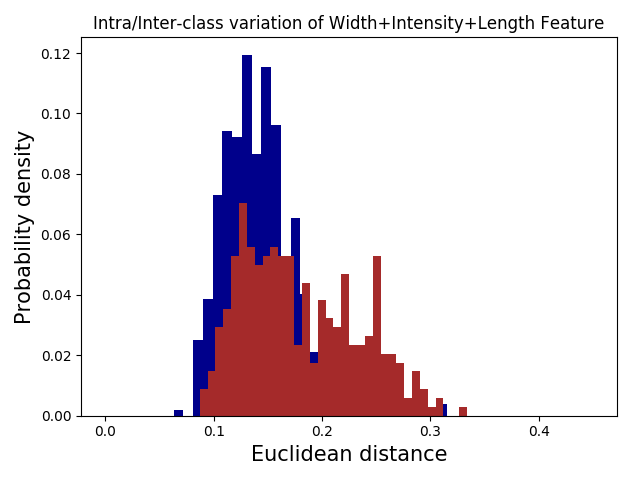 Intra/Inter-class variation of Width+Intensity+Length Feature
0.12
0.10
0.08
0.06
0.04
0.02
0.00
Probability density
0.0 0.1 0.2 0.3 0.4
Euclidean distance